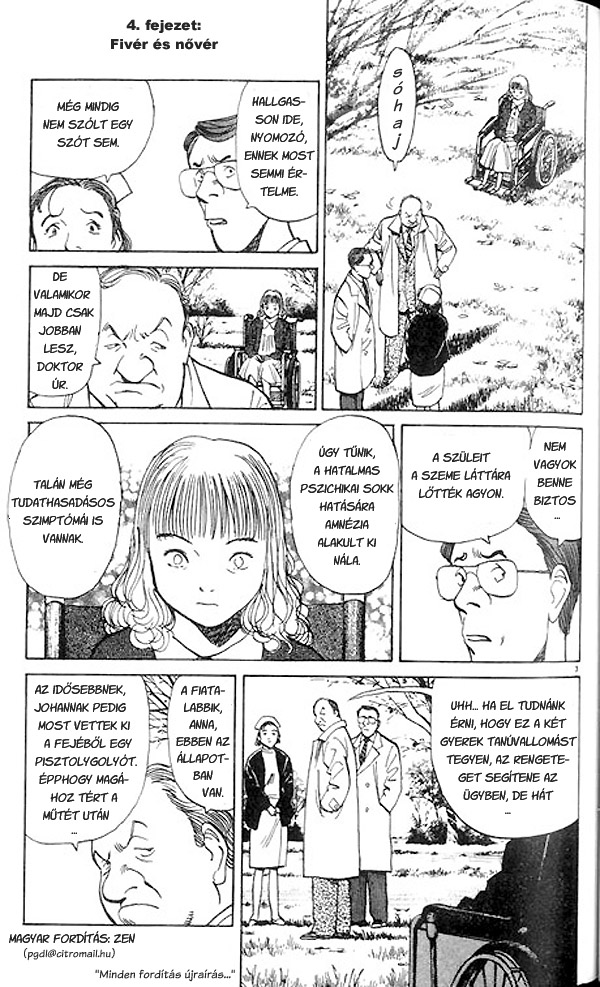 4. fejezet:
Fivér és nővér
sóhaj
HALLGAS-
SON IDE,
NYOMOZÓ,
ENNEK MOST
SEMMI ÉR-
TELME.
MÉG MINDIG
NEM SZÓLT EGY
SZÓT SEM.
DE
VALAMIKOR
MAJD CSAK
JOBBAN
LESZ,
DOKTOR
ÚR.
NEM
VAGYOK
BENNE
BIZTOS
...
A SZÜLEIT
A SZEME LÁTTÁRA
LŐTTÉK AGYON.
ÚGY TŰNIK,
A HATALMAS
PSZICHIKAI SOKK
HATÁSÁRA
AMNÉZIA
ALAKULT KI
NÁLA.
TALÁN MÉG
TUDATHASADÁSOS
SZIMPTÓMÁI IS
VANNAK.
UHH... HA EL TUDNÁNK
ÉRNI, HOGY EZ A KÉT
GYEREK TANÚVALLOMÁST
TEGYEN, AZ RENGETE-
GET SEGÍTENE AZ
ÜGYBEN, DE HÁT
...
A FIATA-
LABBIK,
ANNA,
EBBEN AZ
ÁLLAPOT-
BAN
VAN.
AZ IDŐSEBBNEK,
JOHANNAK PEDIG
MOST VETTEK KI
A FEJÉBŐL EGY
PISZTOLYGOLYÓT.
ÉPPHOGY MAGÁ-
HOZ TÉRT A
MŰTÉT UTÁN
...
MAGYAR FORDÍTÁS: ZEN
(pgdl@citromail.hu)
"Minden fordítás újraírás..."